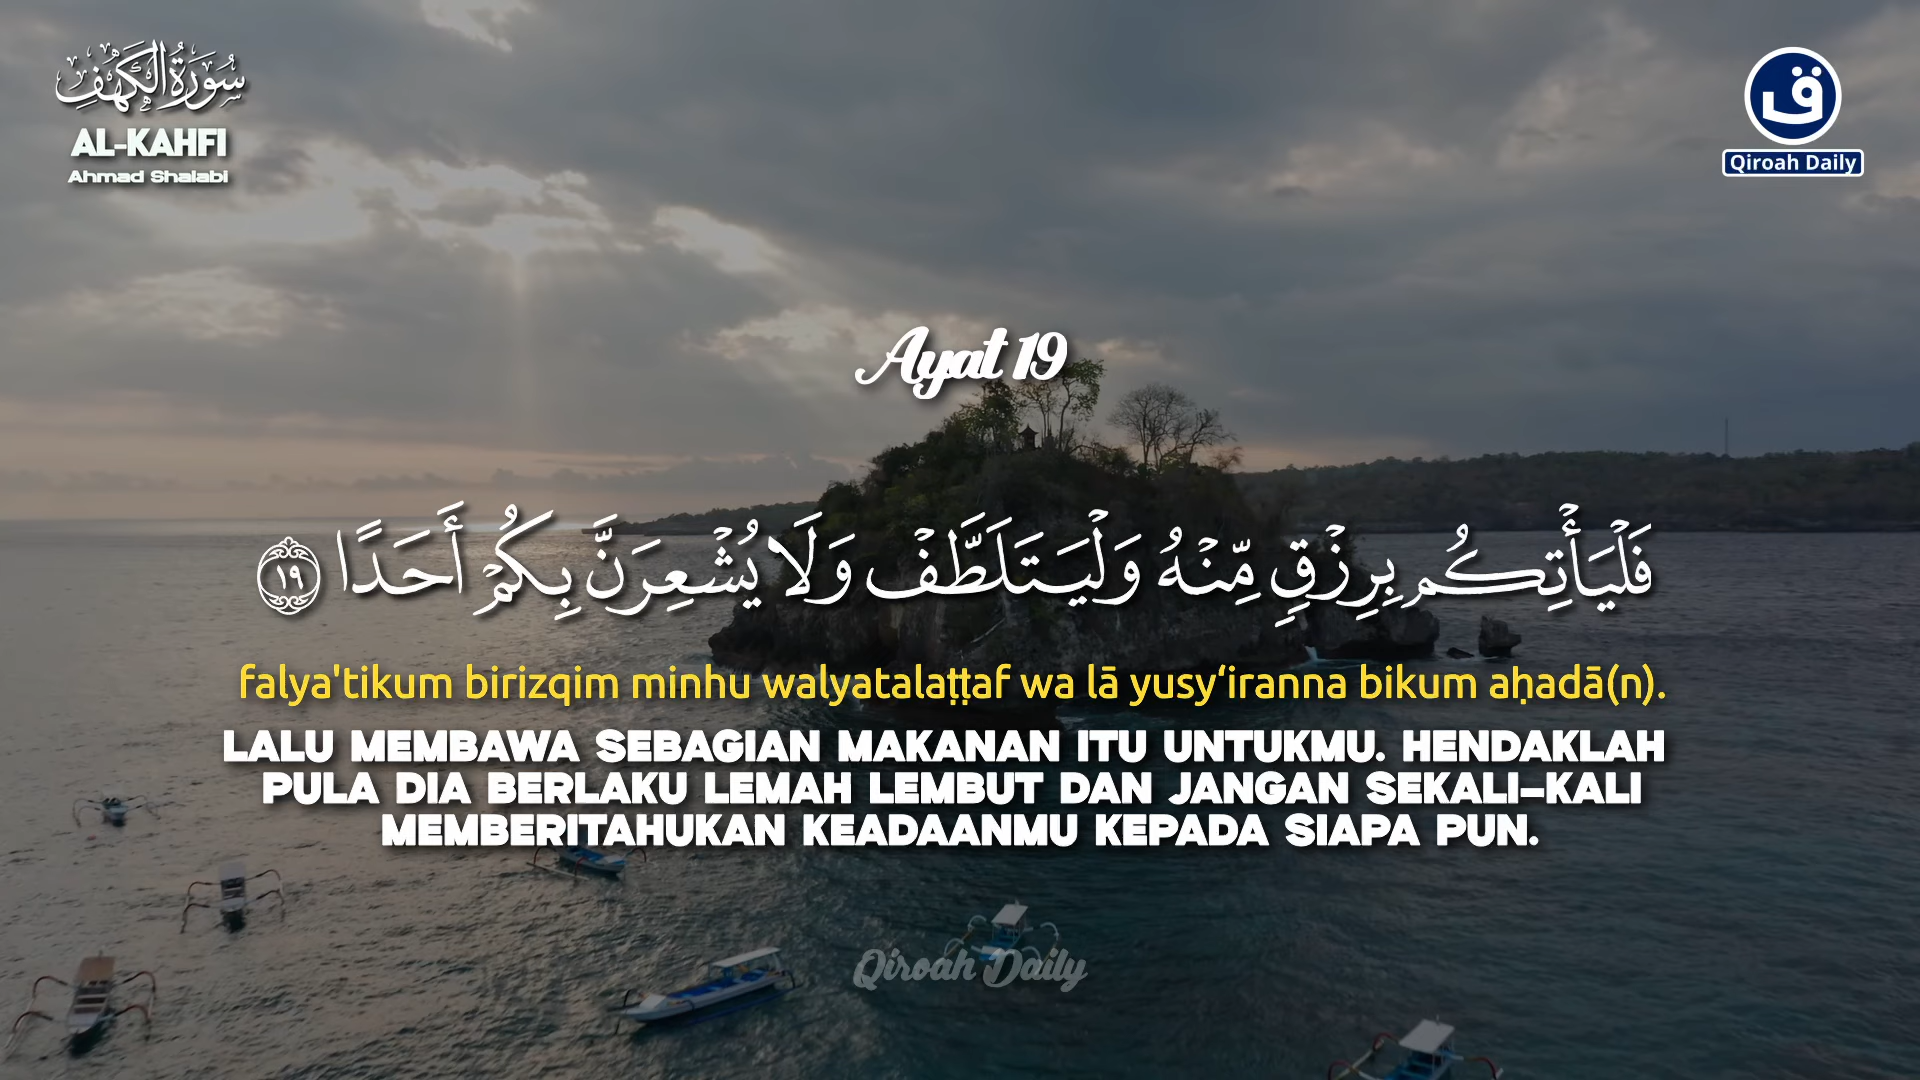 سُورَةُ الْكَهْفِ
AL-KAHFI
Ahmad Shalabi
ق
Qiroah Daily
Ayat 19
فَلْيَأْتِكُم بِرِزْقٍ مِّنْهُ وَلْيَتَلَطَّفْ وَلَا يُشْعِرَنَّ بِكُمْ أَحَدًا ١٩
falya'tikum birizqim minhu walyatalaṭṭaf wa lā yusy‘iranna bikum aḥadā(n).
LALU MEMBAWA SEBAGIAN MAKANAN ITU UNTUKMU. HENDAKLAH
PULA DIA BERLAKU LEMAH LEMBUT DAN JANGAN SEKALI-KALI
MEMBERITAHUKAN KEADAANMU KEPADA SIAPA PUN.
Qiroah Daily